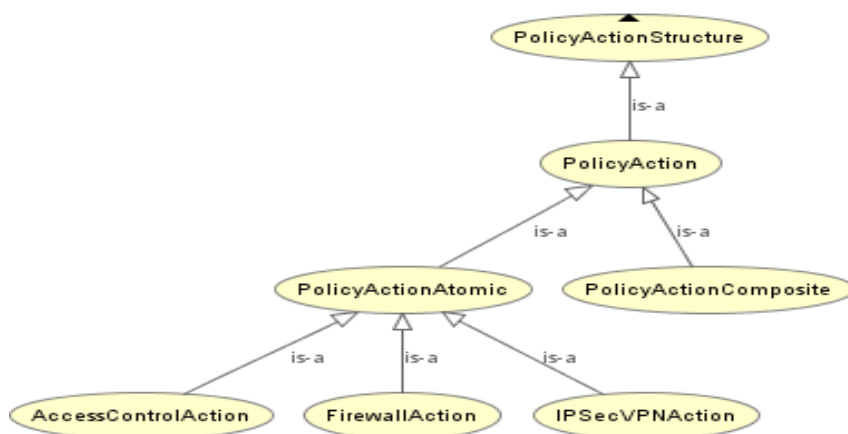 PolicyActionStructure
is-a
PolicyAction
is-a
is-a
PolicyActionAtomic
PolicyActionComposite
is-a
is-a
is-a
AccessControlAction
FirewallAction
IPSecVPNAction